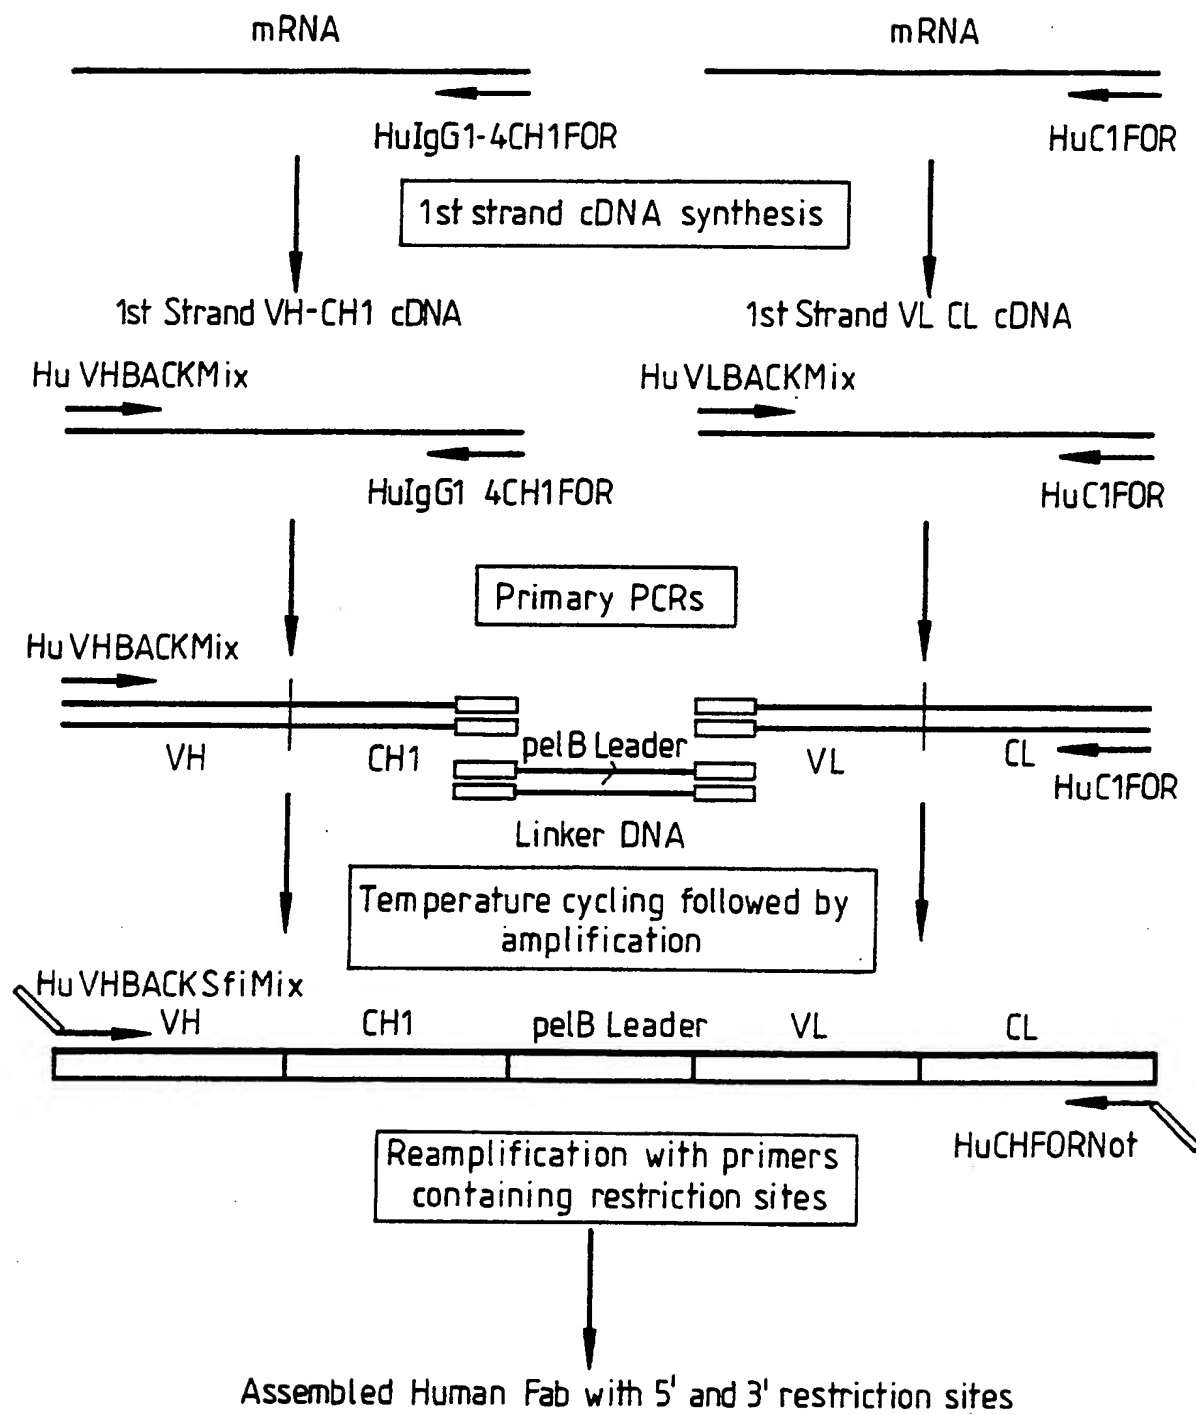 mRNA
mRNA
HuIgG1-4CH1FOR
HuC1FOR
1st strand cDNA synthesis
1st Strand VH-CH1 cDNA
1st Strand VL CL cDNA
Hu VHBACKMix
Hu VLBACKMix
HuIgG1 4CH1FOR
HuC1FOR
Primary PCRs
Hu VHBACKMix
VH
CH1
pelB Leader
VL
CL
HuC1FOR
Linker DNA
Temperature cycling followed by
amplification
Hu VHBACKSfiMix
VH
CH1
pelB Leader
VL
CL
HuCHFORNot
Reamplification with primers
containing restriction sites
Assembled Human Fab with 5' and 3' restriction sites